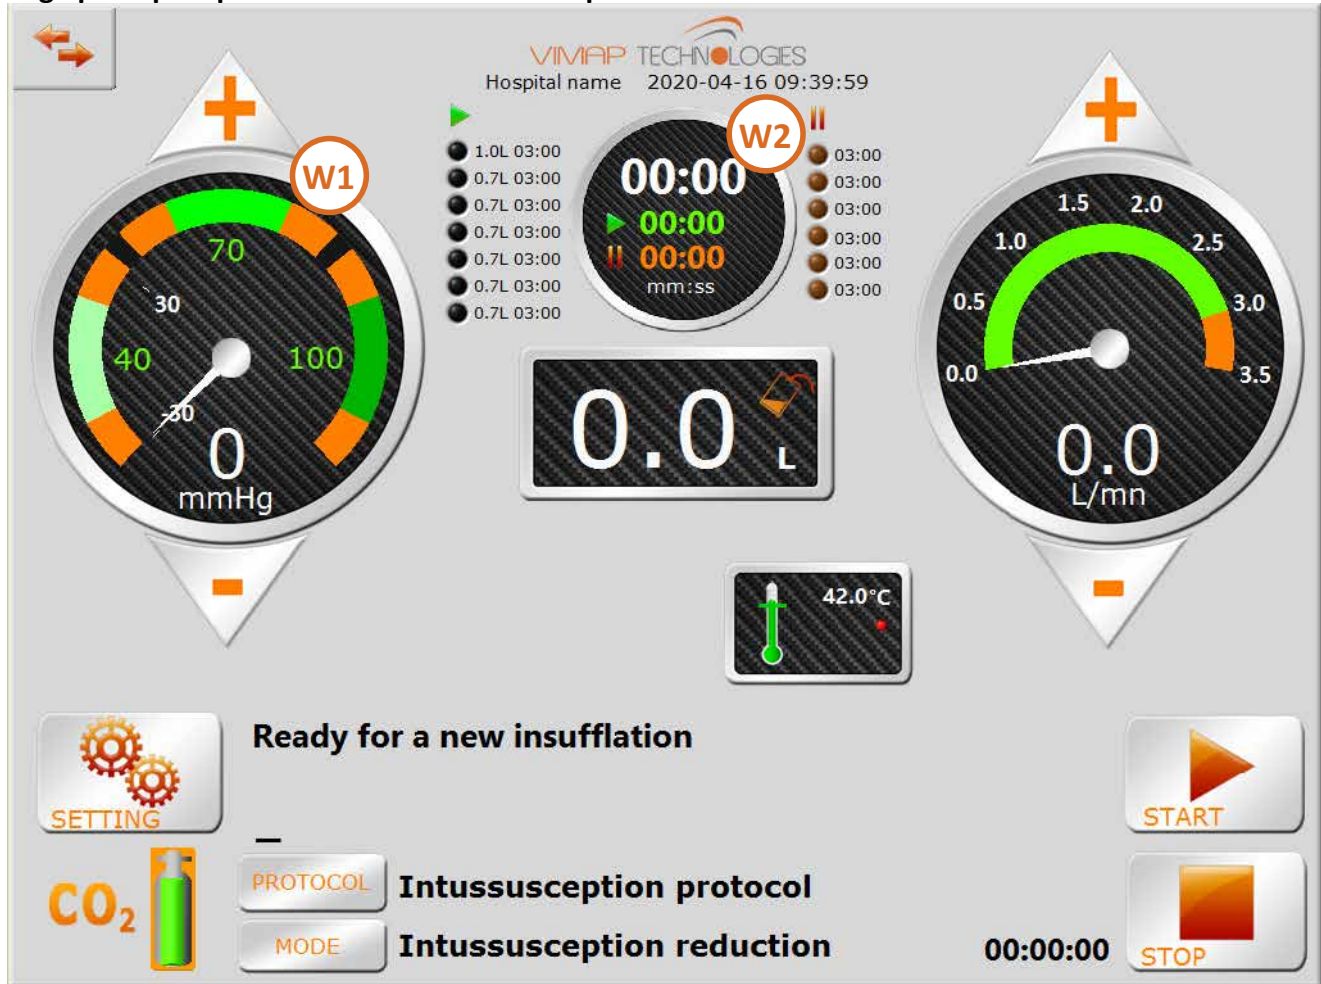 VIMAP TECHNOLOGIES
Hospital name 2020-04-16 09:39:59
W1
W2
70
30
40
100
-30
0
mmHg
1.0L 03:00
0.7L 03:00
0.7L 03:00
0.7L 03:00
0.7L 03:00
0.7L 03:00
0.7L 03:00
00:00
00:00
00:00
mm:ss
03:00
03:00
03:00
03:00
03:00
03:00
0.0 L
1.5 2.0
1.0 2.5
0.5 3.0
0.0 3.5
0.0
L/mn
42.0°C
SETTING
Ready for a new insufflation
START
CO2
PROTOCOL Intussusception protocol
MODE Intussusception reduction 00:00:00
STOP